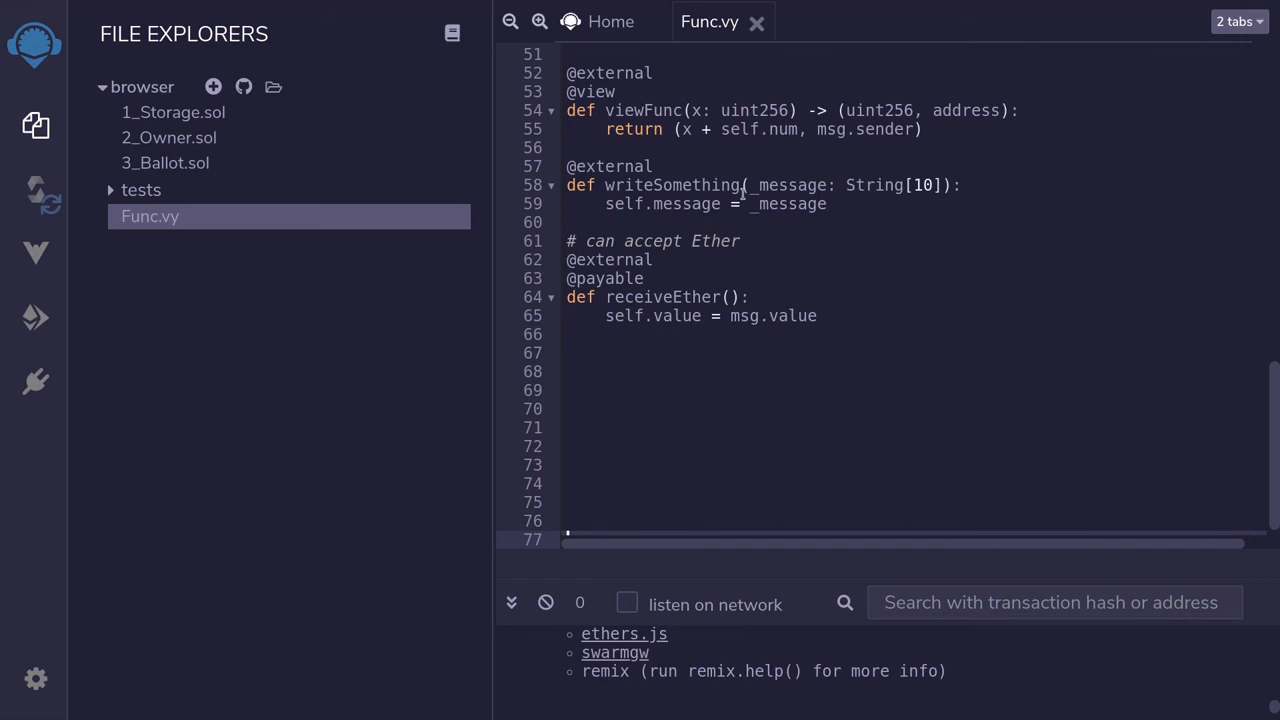 FILE EXPLORERS
browser
1_Storage.sol
2_Owner.sol
3_Ballot.sol
tests
Func.vy
Home
Func.vy
2 tabs
51
52 @external
53 @view
54 def viewFunc(x: uint256) -> (uint256, address):
55     return (x + self.num, msg.sender)
56
57 @external
58 def writeSomething(_message: String[10]):
59     self.message = _message
60
61 # can accept Ether
62 @external
63 @payable
64 def receiveEther():
65     self.value = msg.value
66
67
68
69
70
71
72
73
74
75
76
77
0
listen on network
Search with transaction hash or address
ethers.js
swarmgw
remix (run remix.help() for more info)